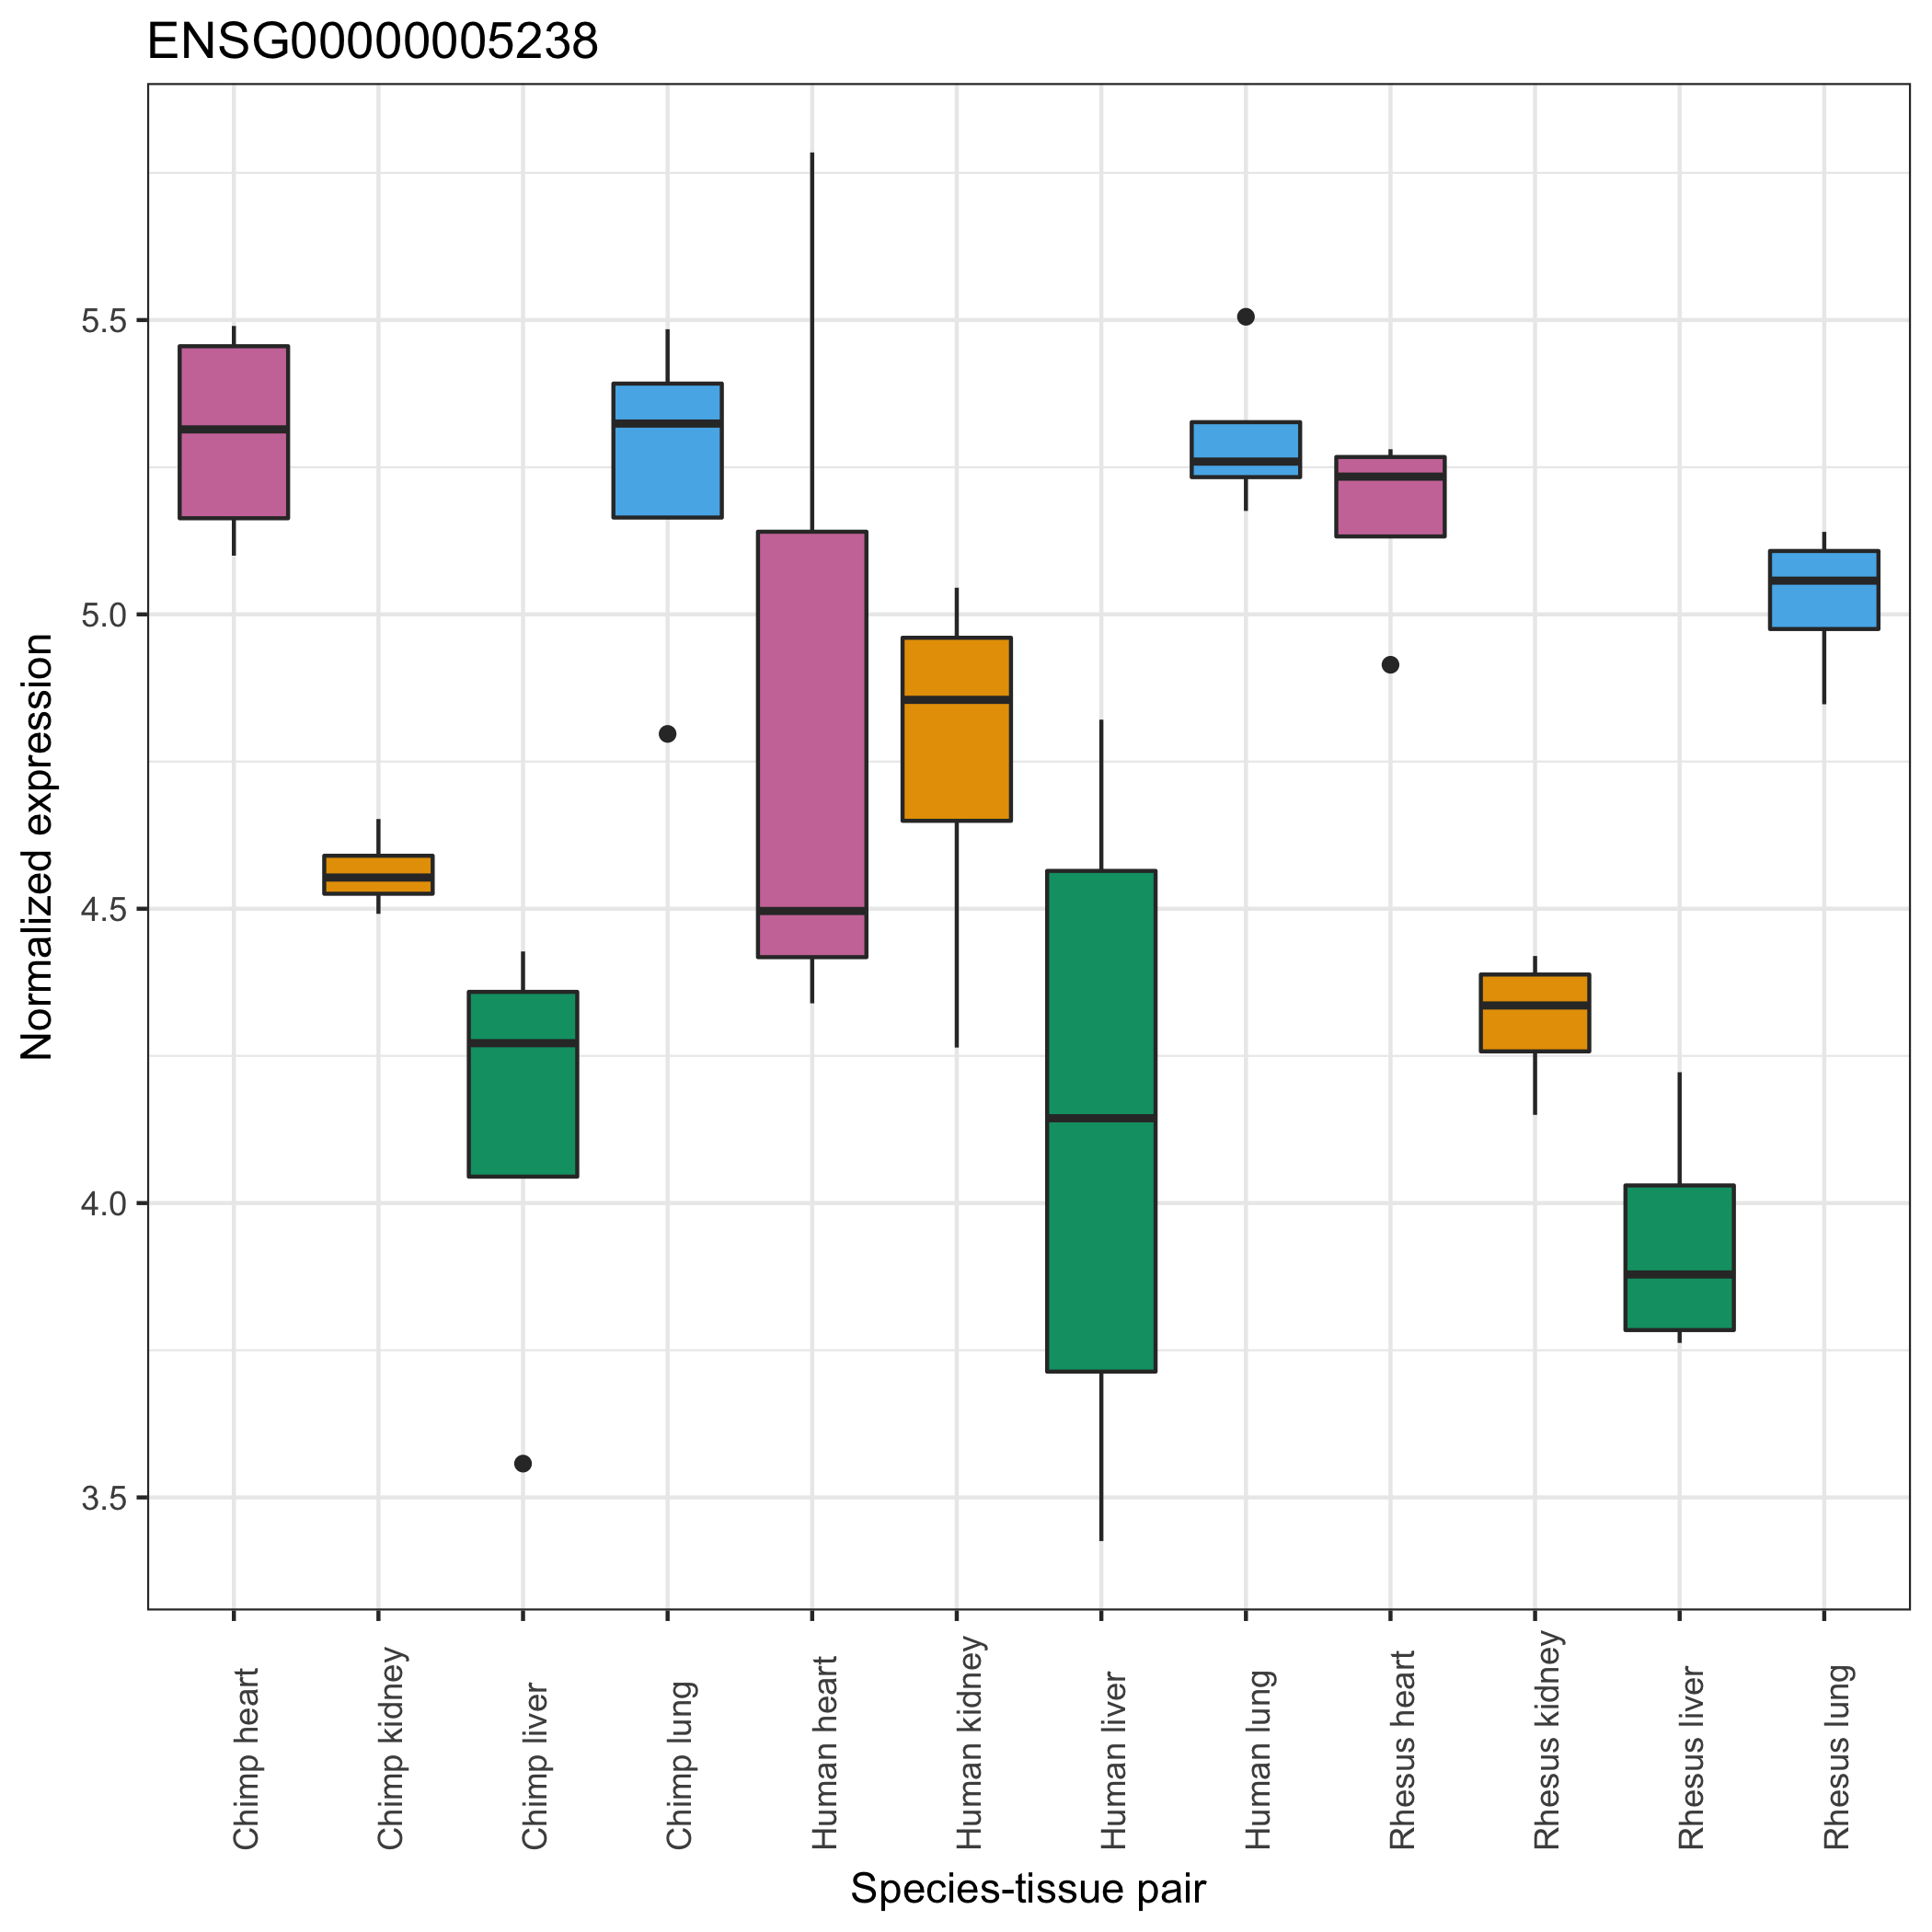 ENSG00000005238
Normalized expression
5.5
5.0
4.5
4.0
3.5
Chimp heart
Chimp kidney
Chimp liver
Chimp lung
Human heart
Human kidney
Human liver
Human lung
Rhesus heart
Rhesus kidney
Rhesus liver
Rhesus lung
Species-tissue pair